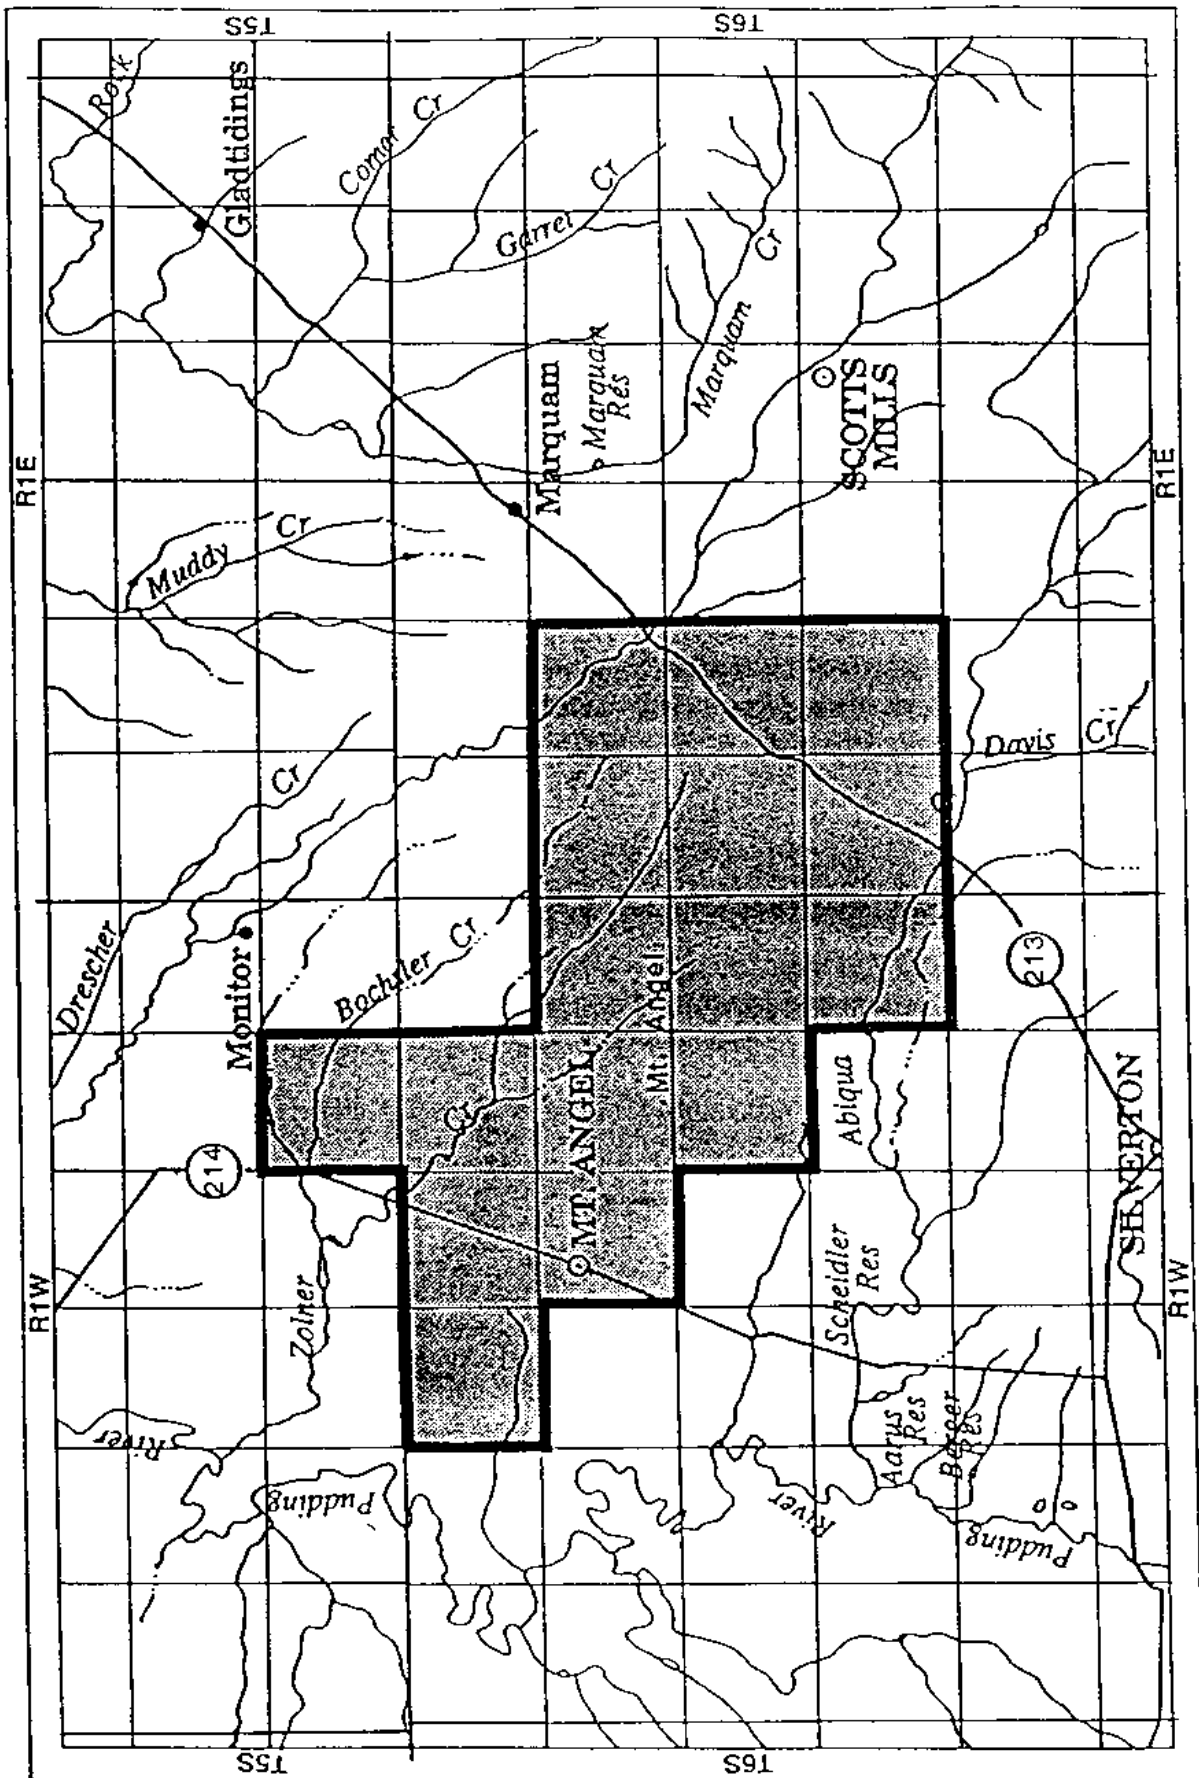 T5S
T6S
Rock
Gladtidings
Comer Cr
Garret Cr
Marquam Cr
Marquam
Res
Marquam
SCOTTS
MILLS
R1E
R1E
Muddy Cr
Drescher Cr
Monitor
Bochsler Cr
Davis Cr
Mt. Angel
MT. ANGEL
Cr
Cr
213
214
Abiqua
SILVERTON
Zolner
Scheidler
Res
R1W
R1W
River
Pudding
Aarus
Res
Berger
Res
River
Pudding
T5S
T6S